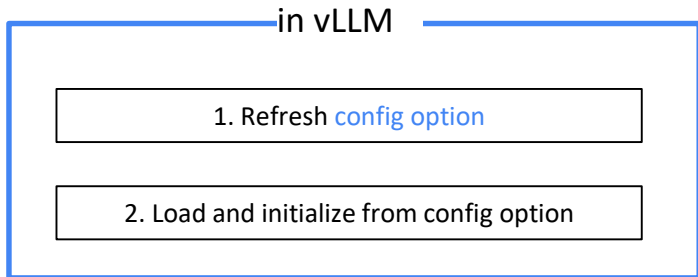 in vLLM
1. Refresh config option
2. Load and initialize from config option